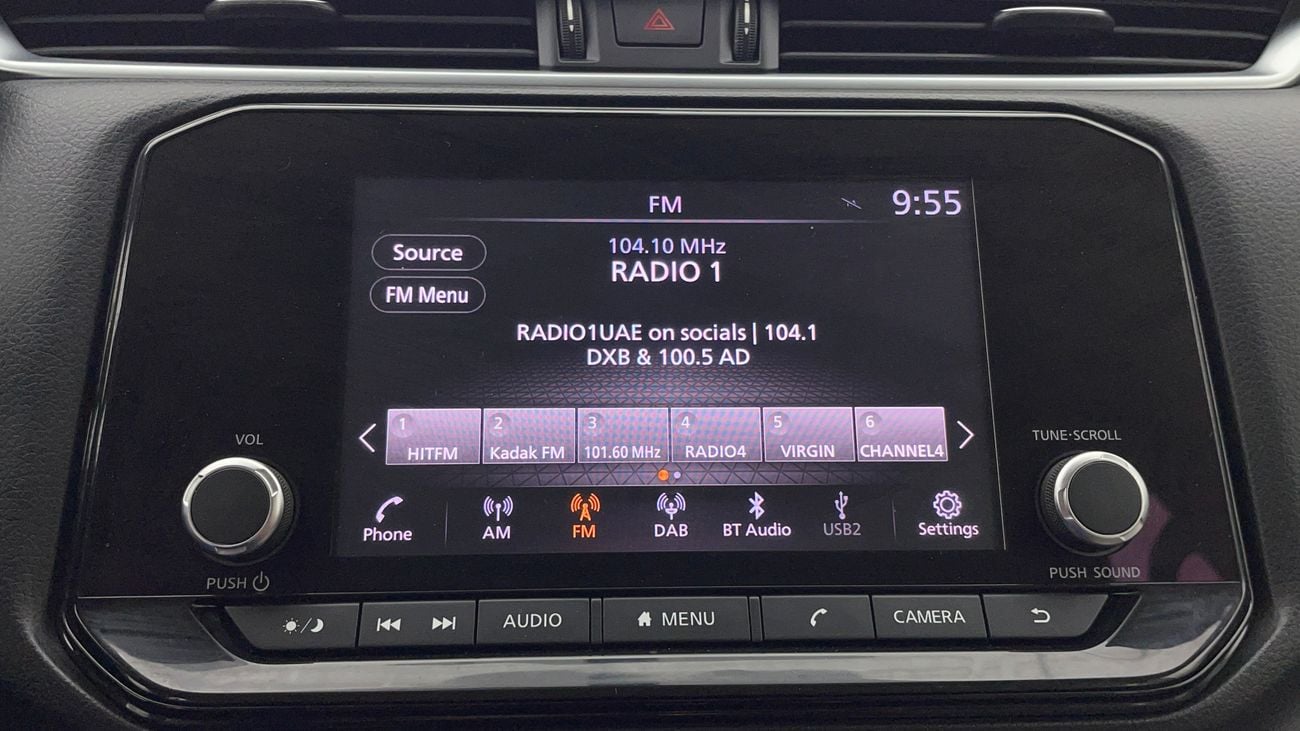 FM 9:55
Source
104.10 MHz
RADIO 1
FM Menu
RADIO1UAE on socials | 104.1
DXB & 100.5 AD
1 2 3 4 5 6
HITFM Kadak FM 101.60 MHz RADIO4 VIRGIN CHANNEL4
Phone AM FM DAB BT Audio USB2 Settings
VOL
PUSH
TUNE·SCROLL
PUSH SOUND
AUDIO MENU CAMERA